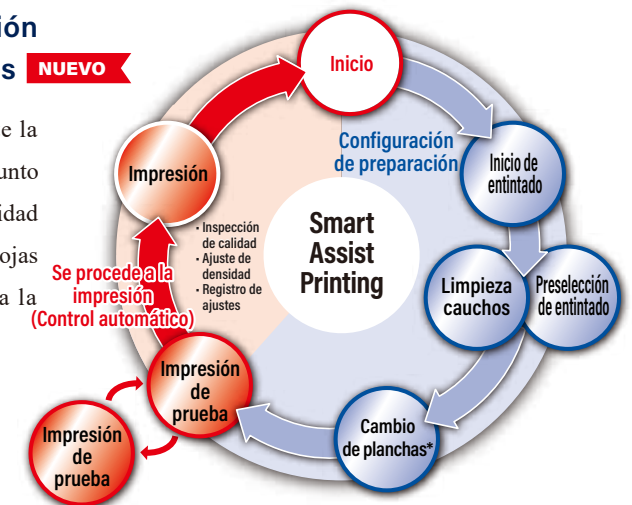 ión
s NUEVO
e la
unto
idad
ojas
a la
Inicio
Configuración
de preparación
Inicio de
entintado
Limpieza
cauchos
Preselección
de entintado
Cambio
de planchas*
Impresión
de
prueba
Impresión
de
prueba
Se procede a la
impresión
(Control automático)
Impresión
• Inspección
de calidad
• Ajuste de
densidad
• Registro de
ajustes
Smart
Assist
Printing